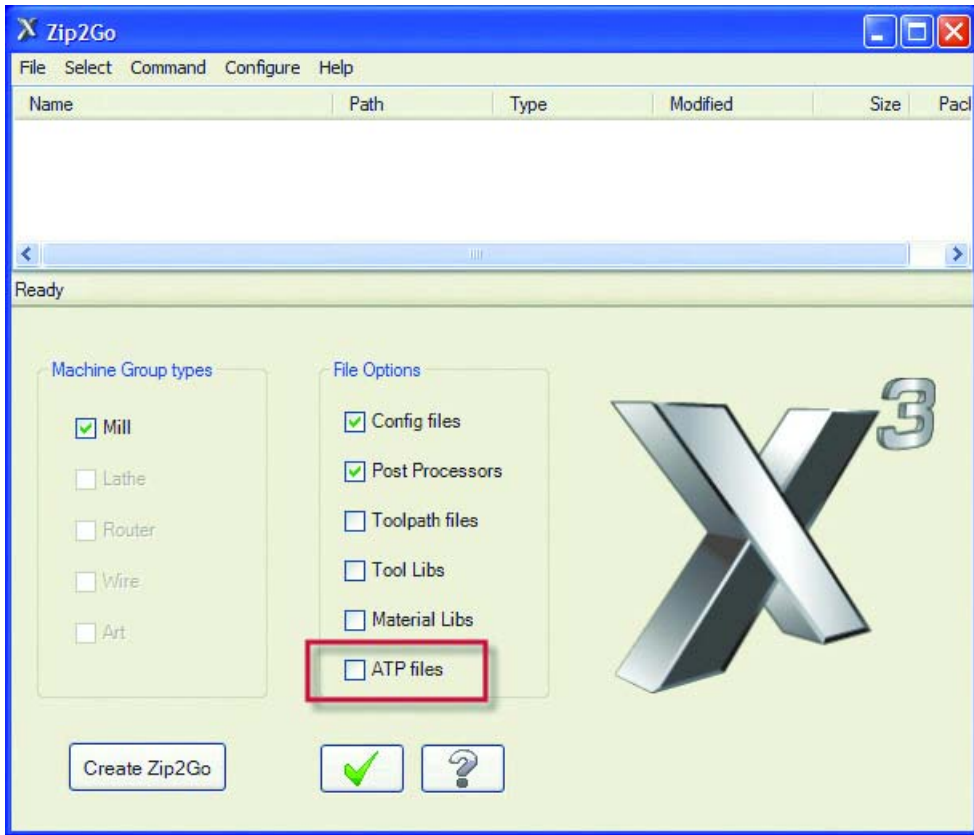 Zip2Go
File Select Command Configure Help
Name Path Type Modified Size
Ready
Machine Group types
Mill
Lathe
Router
Wire
Art
File Options
Config files
Post Processors
Toolpath files
Tool Libs
Material Libs
ATP files
X3
Create Zip2Go
?